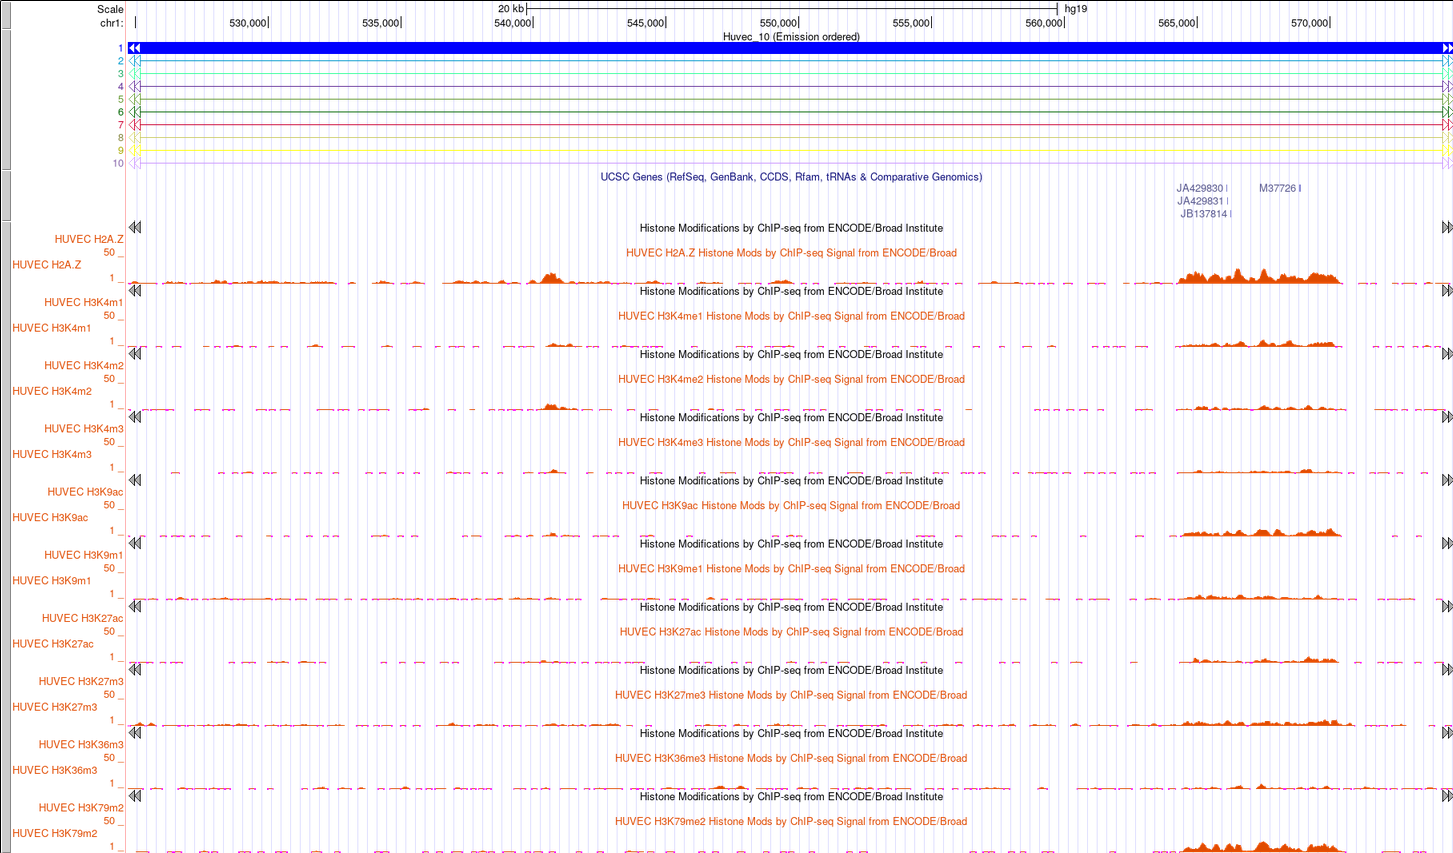 Scale 20 kb hg19
chr1: 530,000 535,000 540,000 545,000 550,000 555,000 560,000 565,000 570,000
Huvec_10 (Emission ordered)
1
2
3
4
5
6
7
8
9
10
UCSC Genes (RefSeq, GenBank, CCDS, Rfam, tRNAs & Comparative Genomics)
JA429830 M37726
JA429831
JB137814
Histone Modifications by ChIP-seq from ENCODE/Broad Institute
HUVEC H2A.Z
50 HUVEC H2A.Z Histone Mods by ChIP-seq Signal from ENCODE/Broad
HUVEC H2A.Z
1
Histone Modifications by ChIP-seq from ENCODE/Broad Institute
HUVEC H3K4m1
50 HUVEC H3K4me1 Histone Mods by ChIP-seq Signal from ENCODE/Broad
HUVEC H3K4m1
1
Histone Modifications by ChIP-seq from ENCODE/Broad Institute
HUVEC H3K4m2
50 HUVEC H3K4me2 Histone Mods by ChIP-seq Signal from ENCODE/Broad
HUVEC H3K4m2
1
Histone Modifications by ChIP-seq from ENCODE/Broad Institute
HUVEC H3K4m3
50 HUVEC H3K4me3 Histone Mods by ChIP-seq Signal from ENCODE/Broad
HUVEC H3K4m3
1
Histone Modifications by ChIP-seq from ENCODE/Broad Institute
HUVEC H3K9ac
50 HUVEC H3K9ac Histone Mods by ChIP-seq Signal from ENCODE/Broad
HUVEC H3K9ac
1
Histone Modifications by ChIP-seq from ENCODE/Broad Institute
HUVEC H3K9m1
50 HUVEC H3K9me1 Histone Mods by ChIP-seq Signal from ENCODE/Broad
HUVEC H3K9m1
1
Histone Modifications by ChIP-seq from ENCODE/Broad Institute
HUVEC H3K27ac
50 HUVEC H3K27ac Histone Mods by ChIP-seq Signal from ENCODE/Broad
HUVEC H3K27ac
1
Histone Modifications by ChIP-seq from ENCODE/Broad Institute
HUVEC H3K27m3
50 HUVEC H3K27me3 Histone Mods by ChIP-seq Signal from ENCODE/Broad
HUVEC H3K27m3
1
Histone Modifications by ChIP-seq from ENCODE/Broad Institute
HUVEC H3K36m3
50 HUVEC H3K36me3 Histone Mods by ChIP-seq Signal from ENCODE/Broad
HUVEC H3K36m3
1
Histone Modifications by ChIP-seq from ENCODE/Broad Institute
HUVEC H3K79m2
50 HUVEC H3K79me2 Histone Mods by ChIP-seq Signal from ENCODE/Broad
HUVEC H3K79m2
1